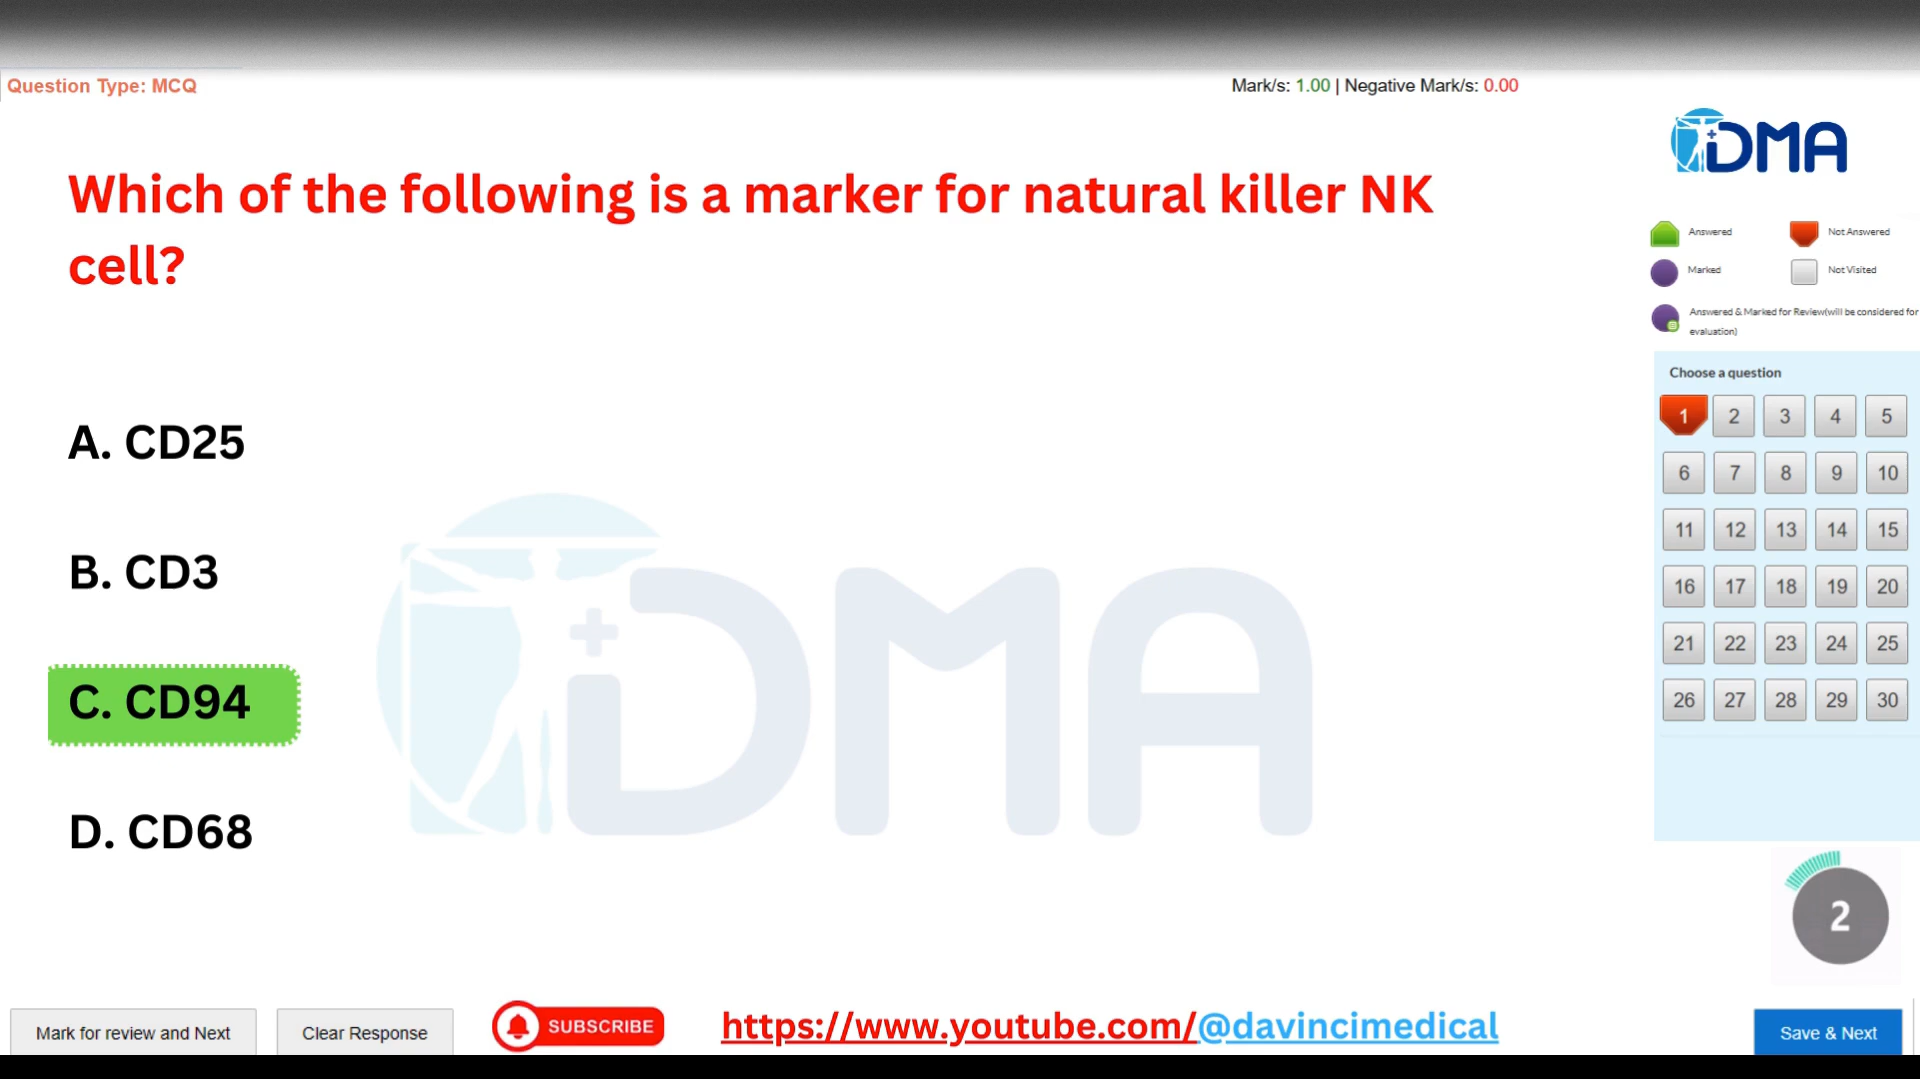 Question Type: MCQ
Mark/s: 1.00 | Negative Mark/s: 0.00
DMA
Which of the following is a marker for natural killer NK
cell?
Answered
Not Answered
Marked
Not Visited
Answered & Marked for Review(will be considered for
evaluation)
Choose a question
1 2 3 4 5
6 7 8 9 10
11 12 13 14 15
16 17 18 19 20
21 22 23 24 25
26 27 28 29 30
A. CD25
B. CD3
C. CD94
D. CD68
DMA
2
Mark for review and Next
Clear Response
SUBSCRIBE
https://www.youtube.com/@davincimedical
Save & Next